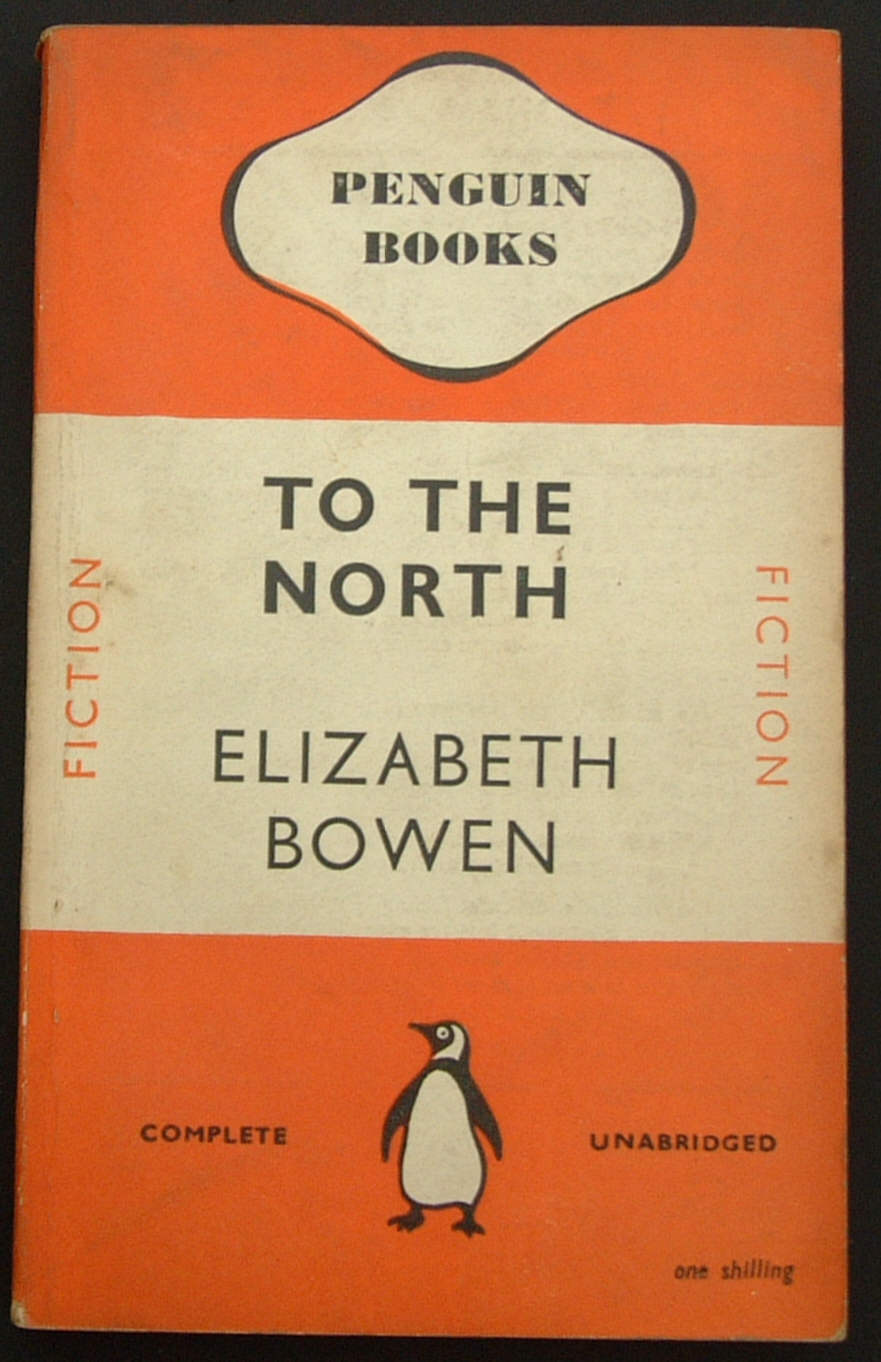 PENGUIN
BOOKS
TO THE
NORTH
FICTION
FICTION
ELIZABETH
BOWEN
COMPLETE
UNABRIDGED
one shilling